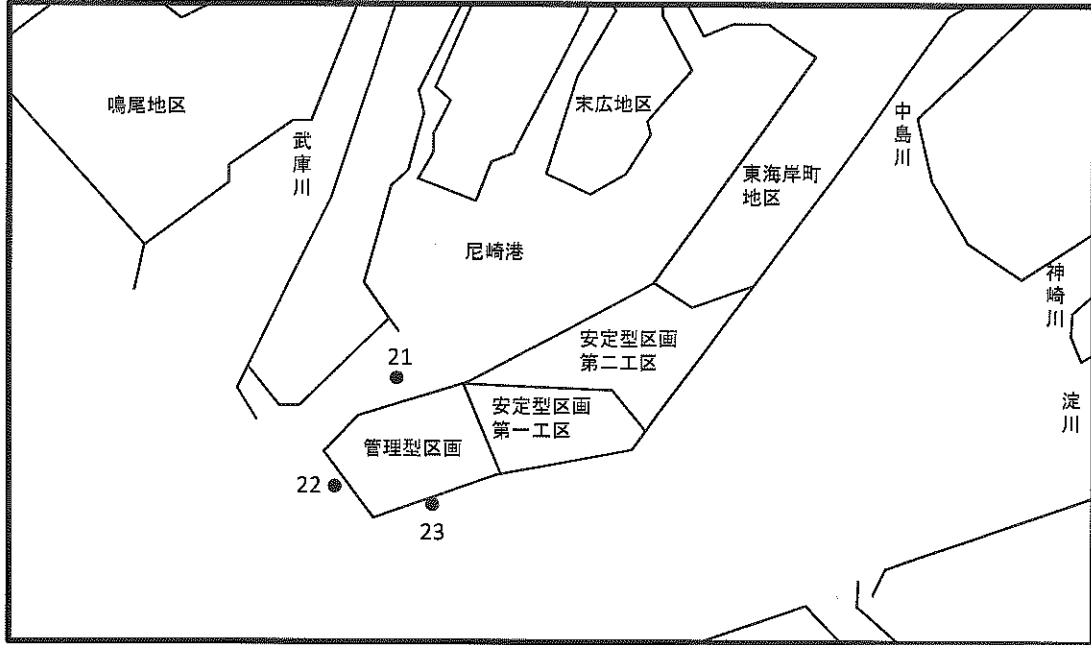 鳴尾地区
武庫川
末広地区
中島川
東海岸町
地区
尼崎港
神崎川
安定型区画
第二工区
21
安定型区画
第一工区
淀川
管理型区画
22
23